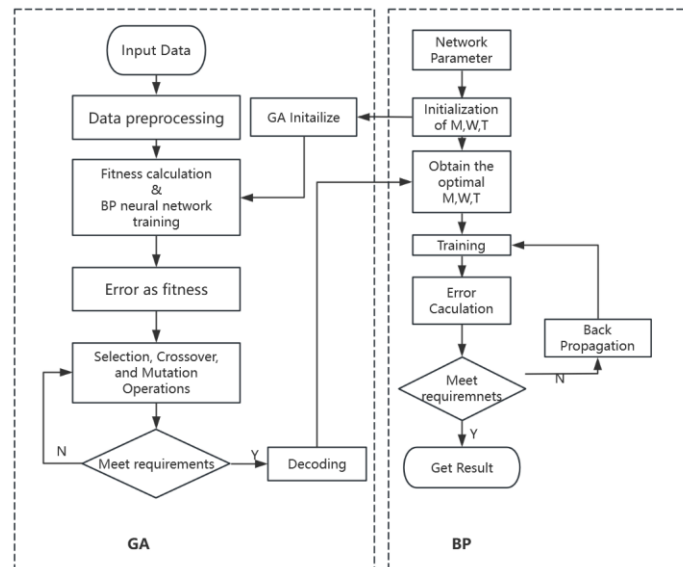 Input Data
Data preprocessing
GA Initailize
Fitness calculation
&
BP neural network
training
Error as fitness
Selection, Crossover,
and Mutation
Operations
N
Meet requirements
Y
Decoding
GA
Network
Parameter
Initialization
of M,W,T
Obtain the
optimal
M,W,T
Training
Error
Caculation
Back
Propagation
Meet
requiremnets
N
Y
Get Result
BP